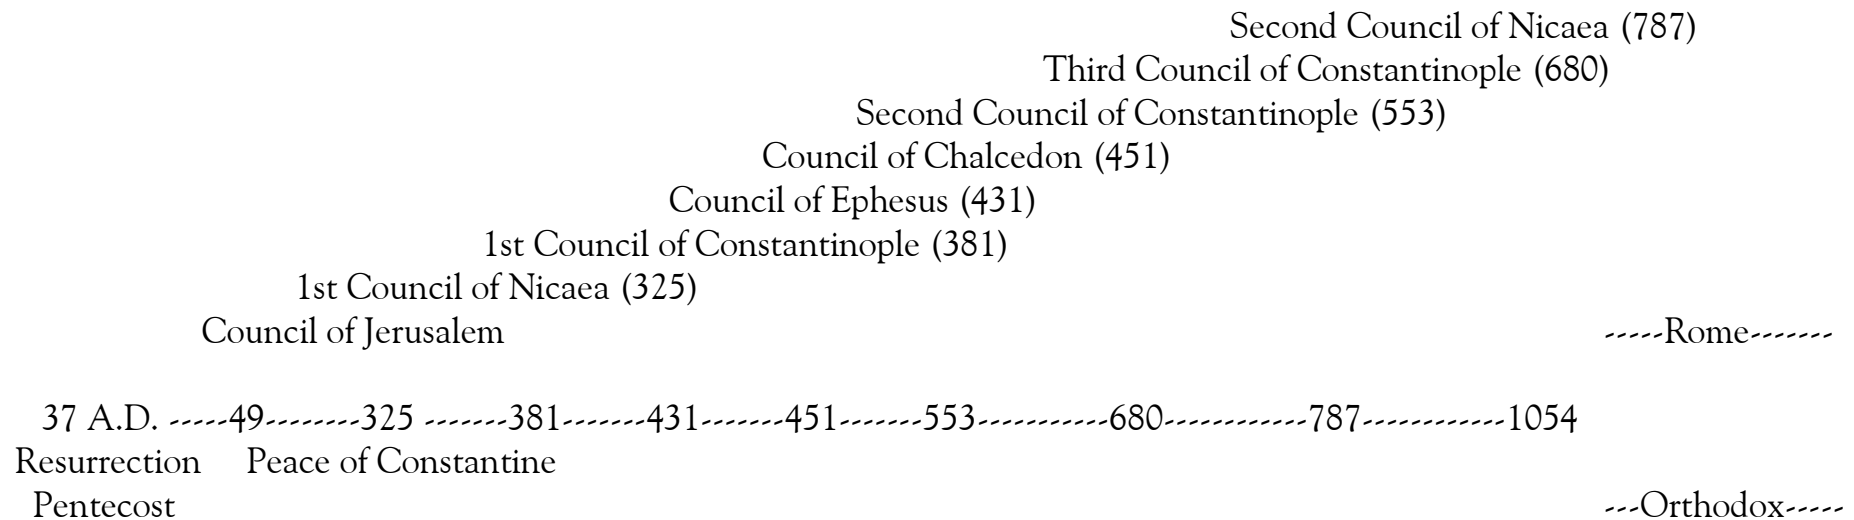 Second Council of Nicaea (787)
Third Council of Constantinople (680)
Second Council of Constantinople (553)
Council of Chalcedon (451)
Council of Ephesus (431)
1st Council of Constantinople (381)
1st Council of Nicaea (325)
Council of Jerusalem -----Rome-------
37 A.D. -----49--------325 -------381-------431-------451-------553-----------680------------787------------1054
Resurrection Peace of Constantine
Pentecost ---Orthodox-----